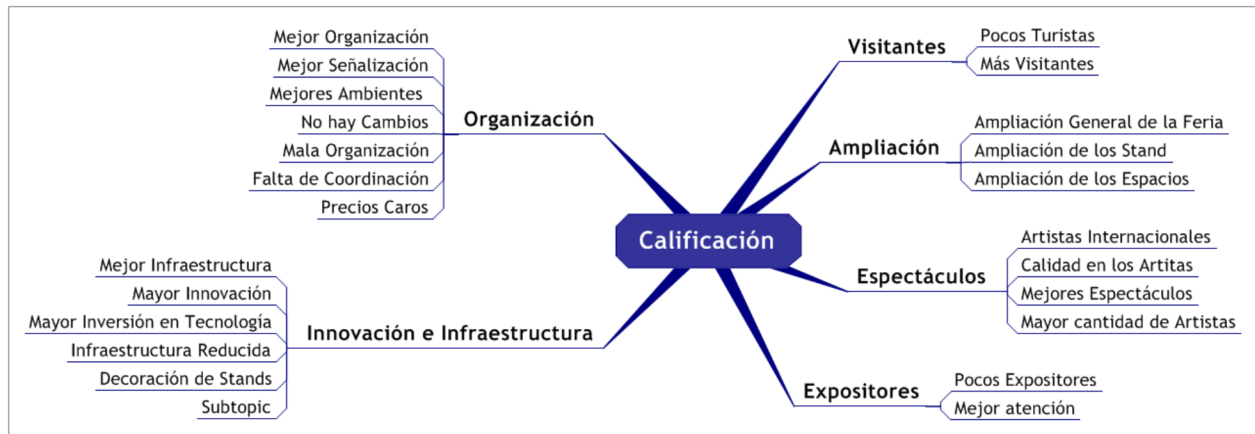 Calificación
Organización
Mejor Organización
Mejor Señalización
Mejores Ambientes
No hay Cambios
Mala Organización
Falta de Coordinación
Precios Caros
Innovación e Infraestructura
Mejor Infraestructura
Mayor Innovación
Mayor Inversión en Tecnología
Infraestructura Reducida
Decoración de Stands
Subtopic
Visitantes
Pocos Turistas
Más Visitantes
Ampliación
Ampliación General de la Feria
Ampliación de los Stand
Ampliación de los Espacios
Espectáculos
Artistas Internacionales
Calidad en los Artitas
Mejores Espectáculos
Mayor cantidad de Artistas
Expositores
Pocos Expositores
Mejor atención